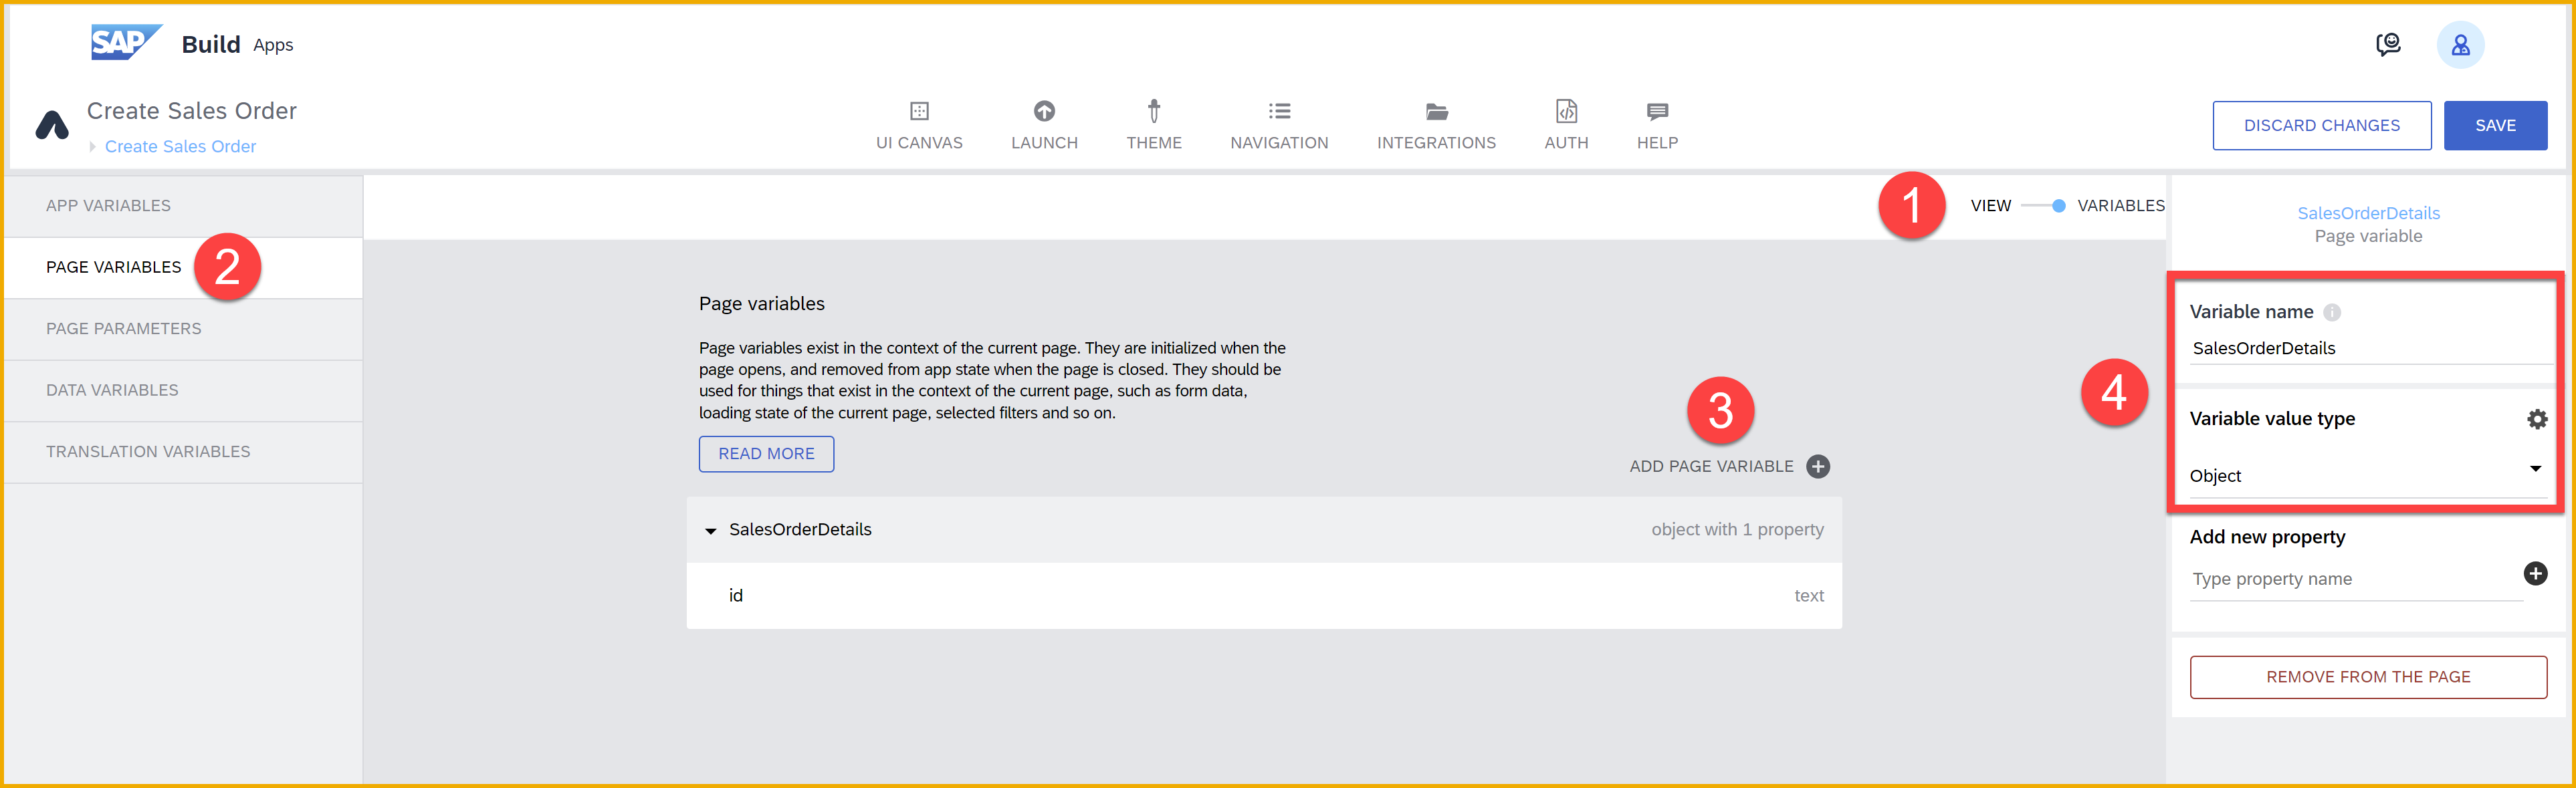 SAP Build Apps
Create Sales Order
Create Sales Order
UI CANVAS
LAUNCH
THEME
NAVIGATION
INTEGRATIONS
AUTH
HELP
DISCARD CHANGES
SAVE
APP VARIABLES
PAGE VARIABLES
2
PAGE PARAMETERS
DATA VARIABLES
TRANSLATION VARIABLES
1
VIEW
VARIABLES
Page variables
Page variables exist in the context of the current page. They are initialized when the
page opens, and removed from app state when the page is closed. They should be
used for things that exist in the context of the current page, such as form data,
loading state of the current page, selected filters and so on.
READ MORE
3
ADD PAGE VARIABLE
SalesOrderDetails
object with 1 property
id
text
SalesOrderDetails
Page variable
4
Variable name
SalesOrderDetails
Variable value type
Object
Add new property
Type property name
REMOVE FROM THE PAGE